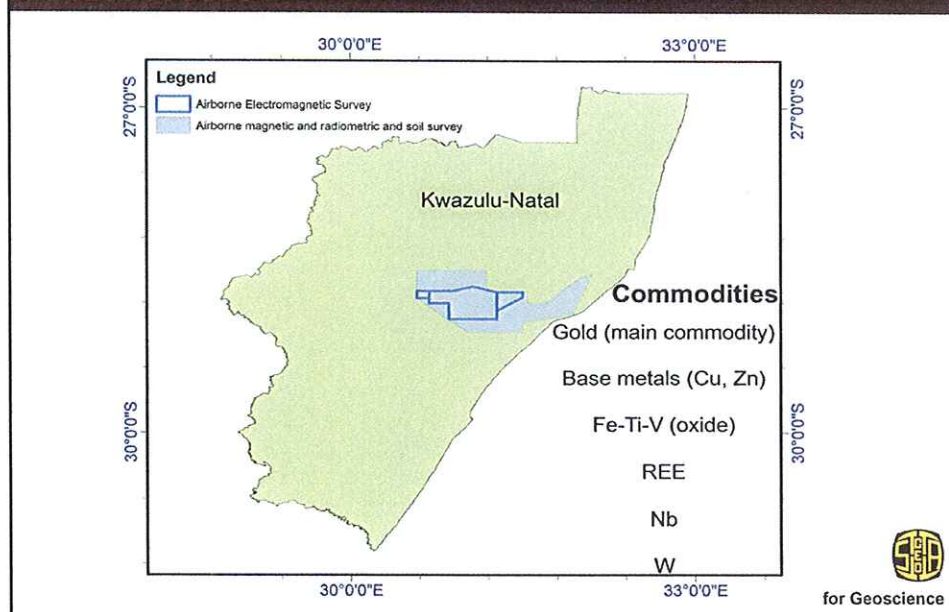 30°0'0"E 33°0'0"E
Legend
Airborne Electromagnetic Survey
Airborne magnetic and radiometric and soil survey
27°0'0"S 27°0'0"S
Kwazulu-Natal
Commodities
Gold (main commodity)
Base metals (Cu, Zn)
Fe-Ti-V (oxide)
30°0'0"S 30°0'0"S
REE
Nb
W
30°0'0"E 33°0'0"E
for Geoscience